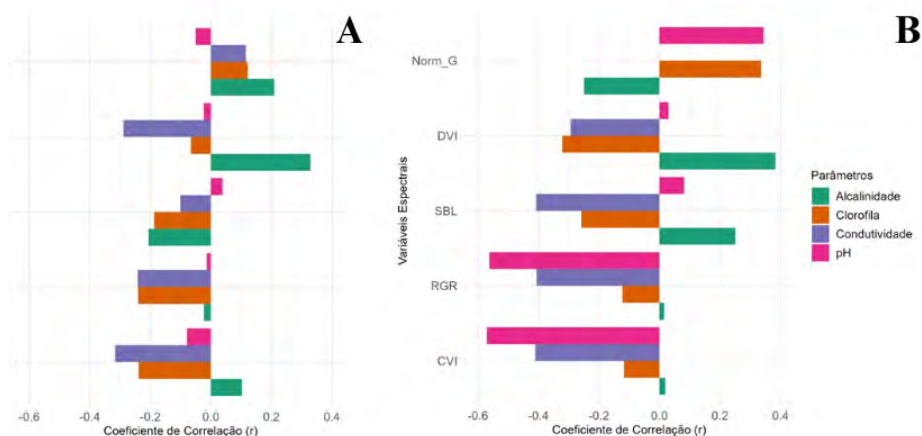 A
B
Variáveis Espectrais
Norm_G
DVI
SBL
RGR
CVI
Parâmetros
Alcalinidade
Clorofila
Condutividade
pH
-0.6 -0.4 -0.2 0.0 0.2 0.4
Coeficiente de Correlação (r)
-0.6 -0.4 -0.2 0.0 0.2 0.4
Coeficiente de Correlação (r)